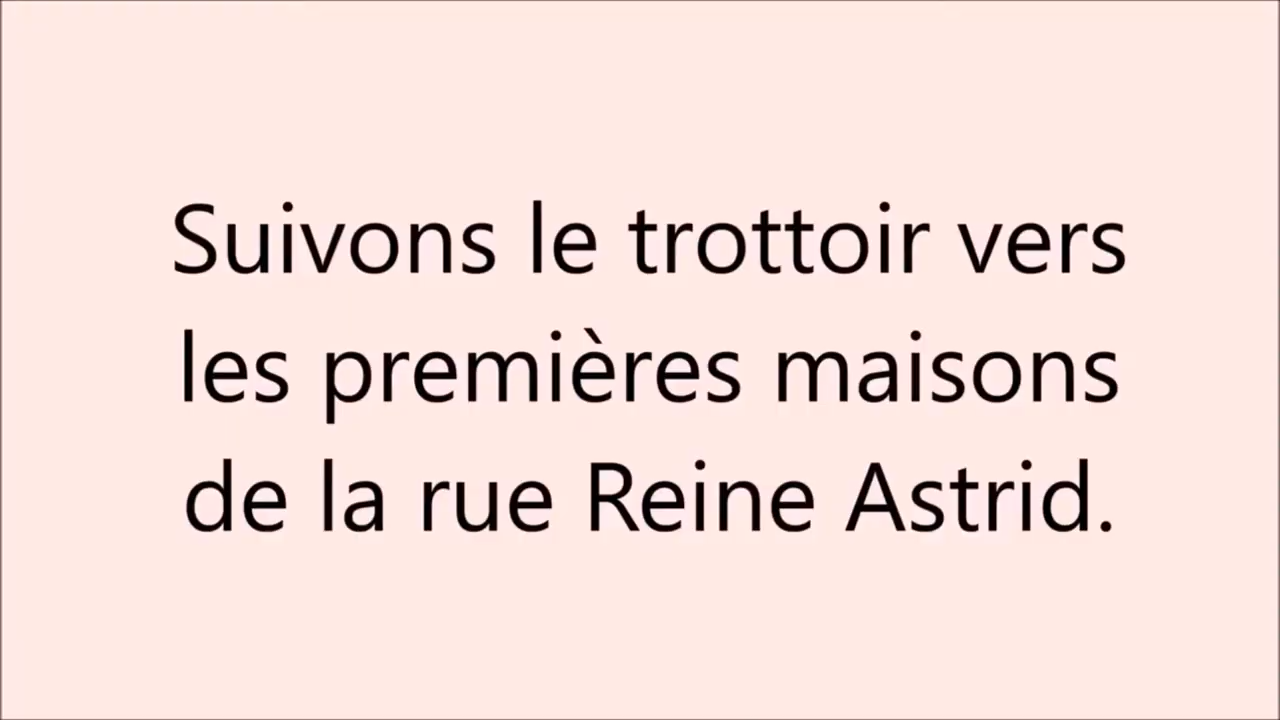 Suivons le trottoir vers
les premières maisons
de la rue Reine Astrid.